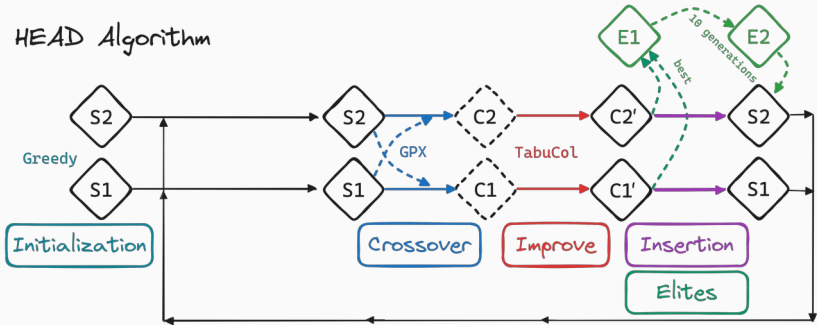 HEAD Algorithm
E1
E2
10 generations
best
S2
S2
C2
C2'
S2
Greedy
GPX
TabuCol
S1
S1
C1
C1'
S1
Initialization
Crossover
Improve
Insertion
Elites